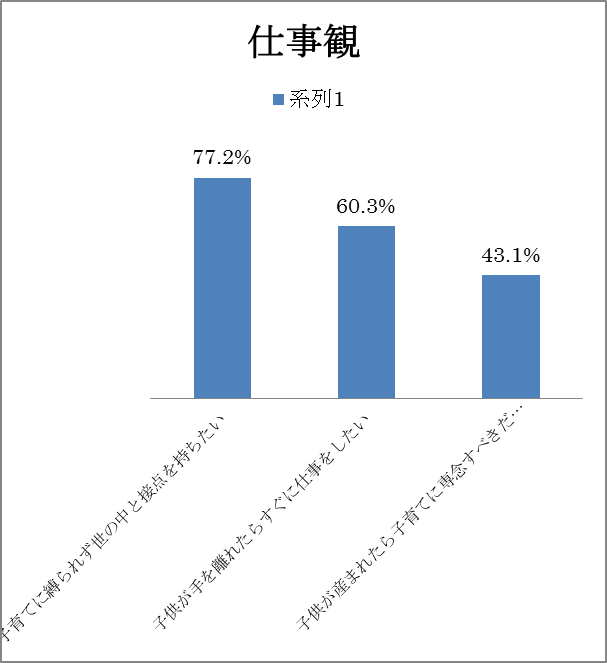 仕事観
系列1
77.2%
60.3%
43.1%
子育てに縛られず世の中と接点を持ちたい
子供が手を離れたらすぐに仕事をしたい
子供が産まれたら子育てに専念すべきだ…